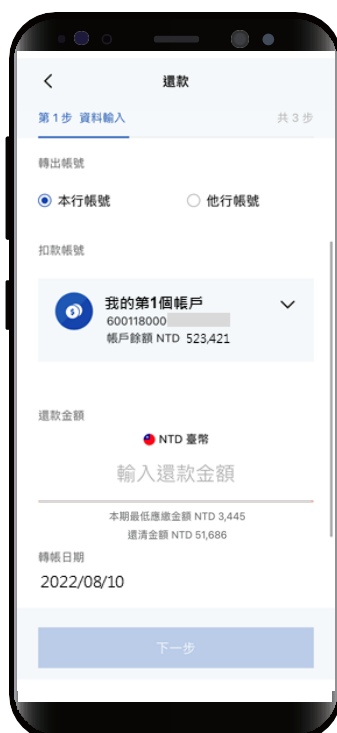 還款
第1步 資料輸入
共3步
轉出帳號
本行帳號
他行帳號
扣款帳號
我的第1個帳戶
600118000
帳戶餘額 NTD 523,421
還款金額
NTD 臺幣
輸入還款金額
本期最低應繳金額 NTD 3,445
還清金額 NTD 51,686
轉帳日期
2022/08/10
下一步